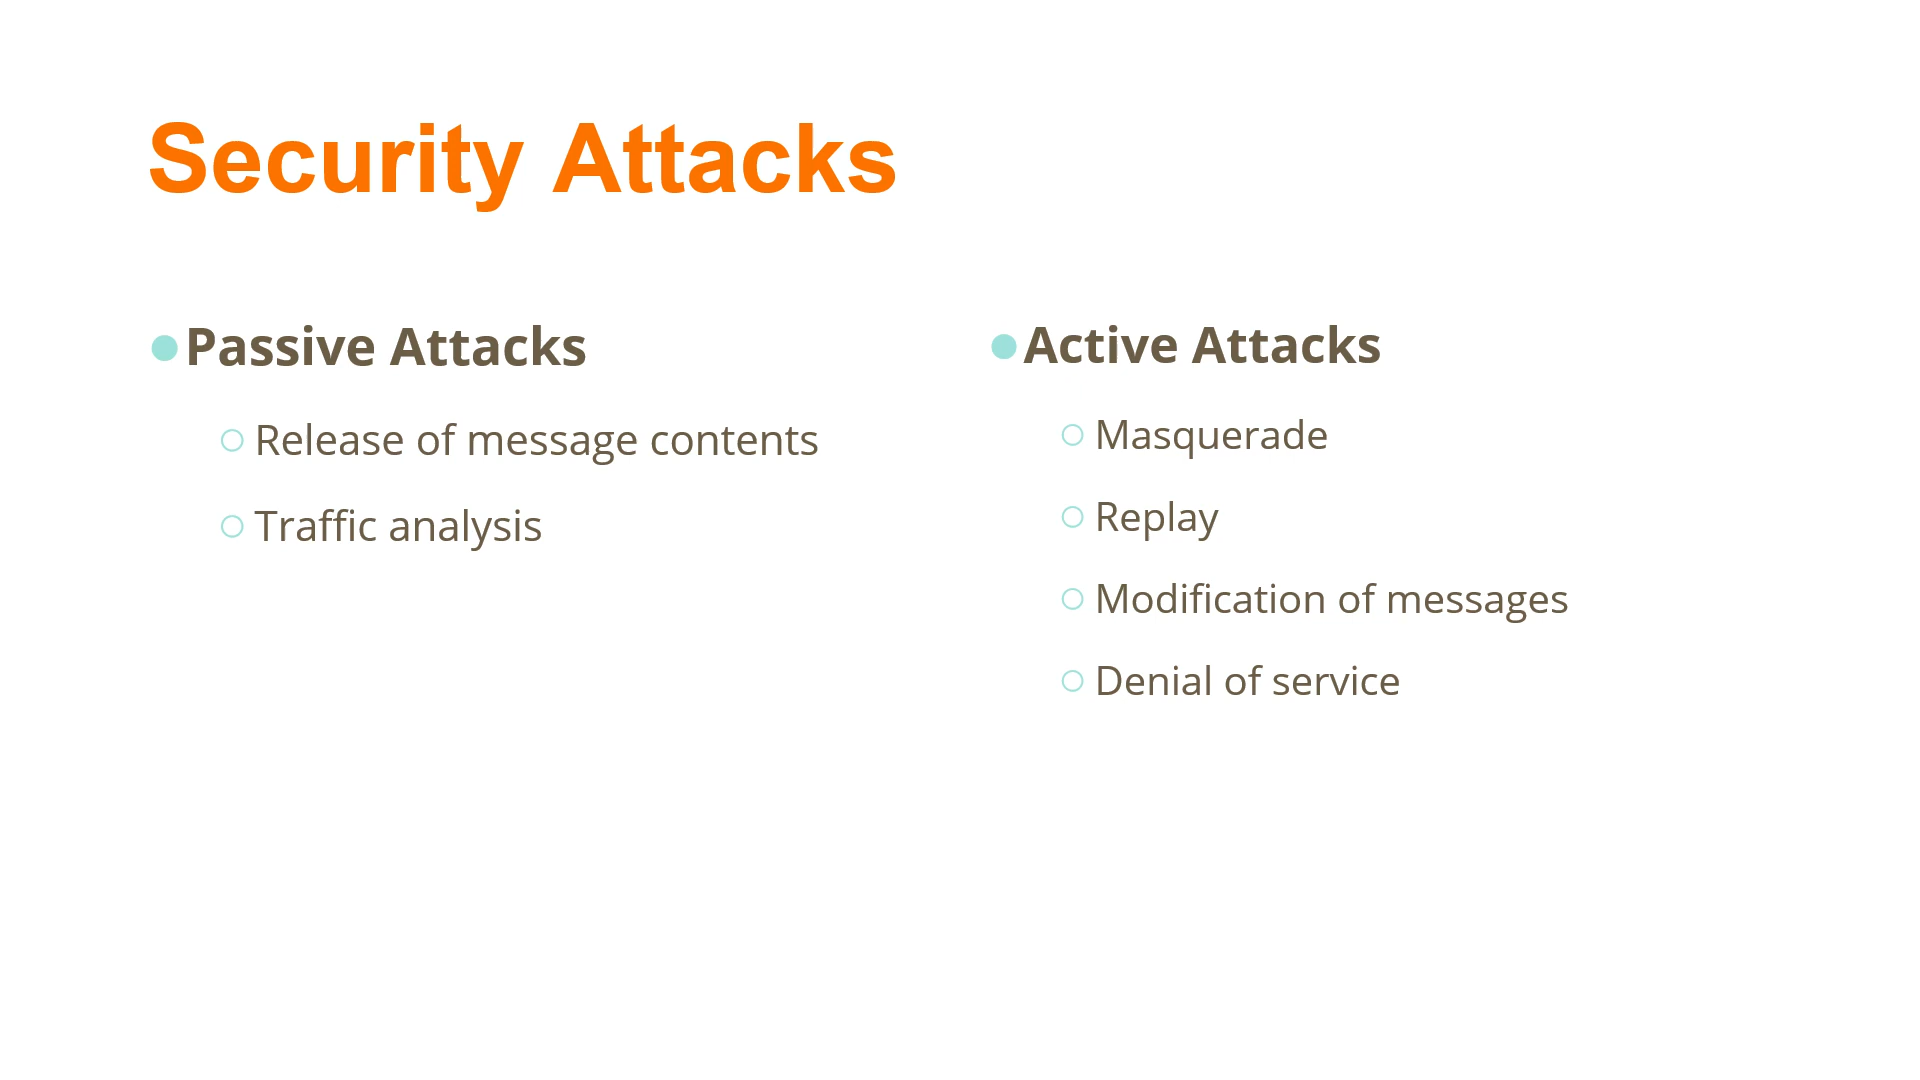 Security Attacks
Passive Attacks
Release of message contents
Traffic analysis
Active Attacks
Masquerade
Replay
Modification of messages
Denial of service